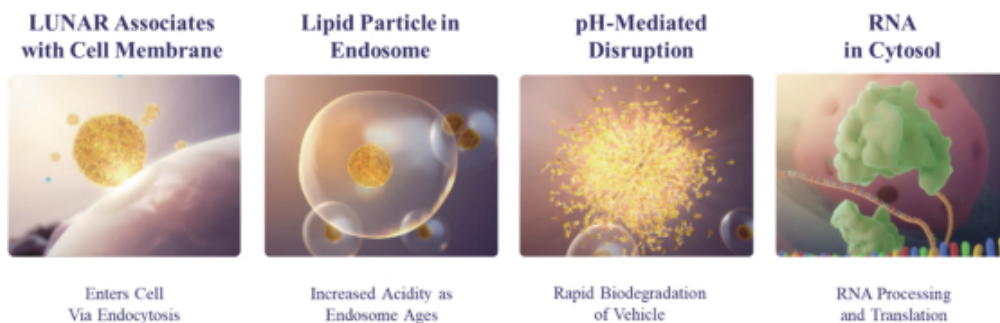 LUNAR Associates
with Cell Membrane
Lipid Particle in
Endosome
pH-Mediated
Disruption
RNA
in Cytosol
Enters Cell
Via Endocytosis
Increased Acidity as
Endosome Ages
Rapid Biodegradation
of Vehicle
RNA Processing
and Translation